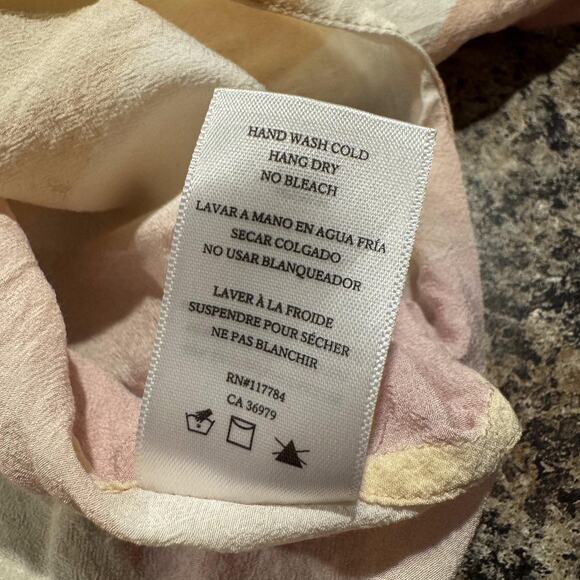 HAND WASH COLD
HANG DRY
NO BLEACH
LAVAR A MANO EN AGUA FRÍA
SECAR COLGADO
NO USAR BLANQUEADOR
LAVER À LA FROIDE
SUSPENDRE POUR SÉCHER
NE PAS BLANCHIR
RN#117784
CA 36979